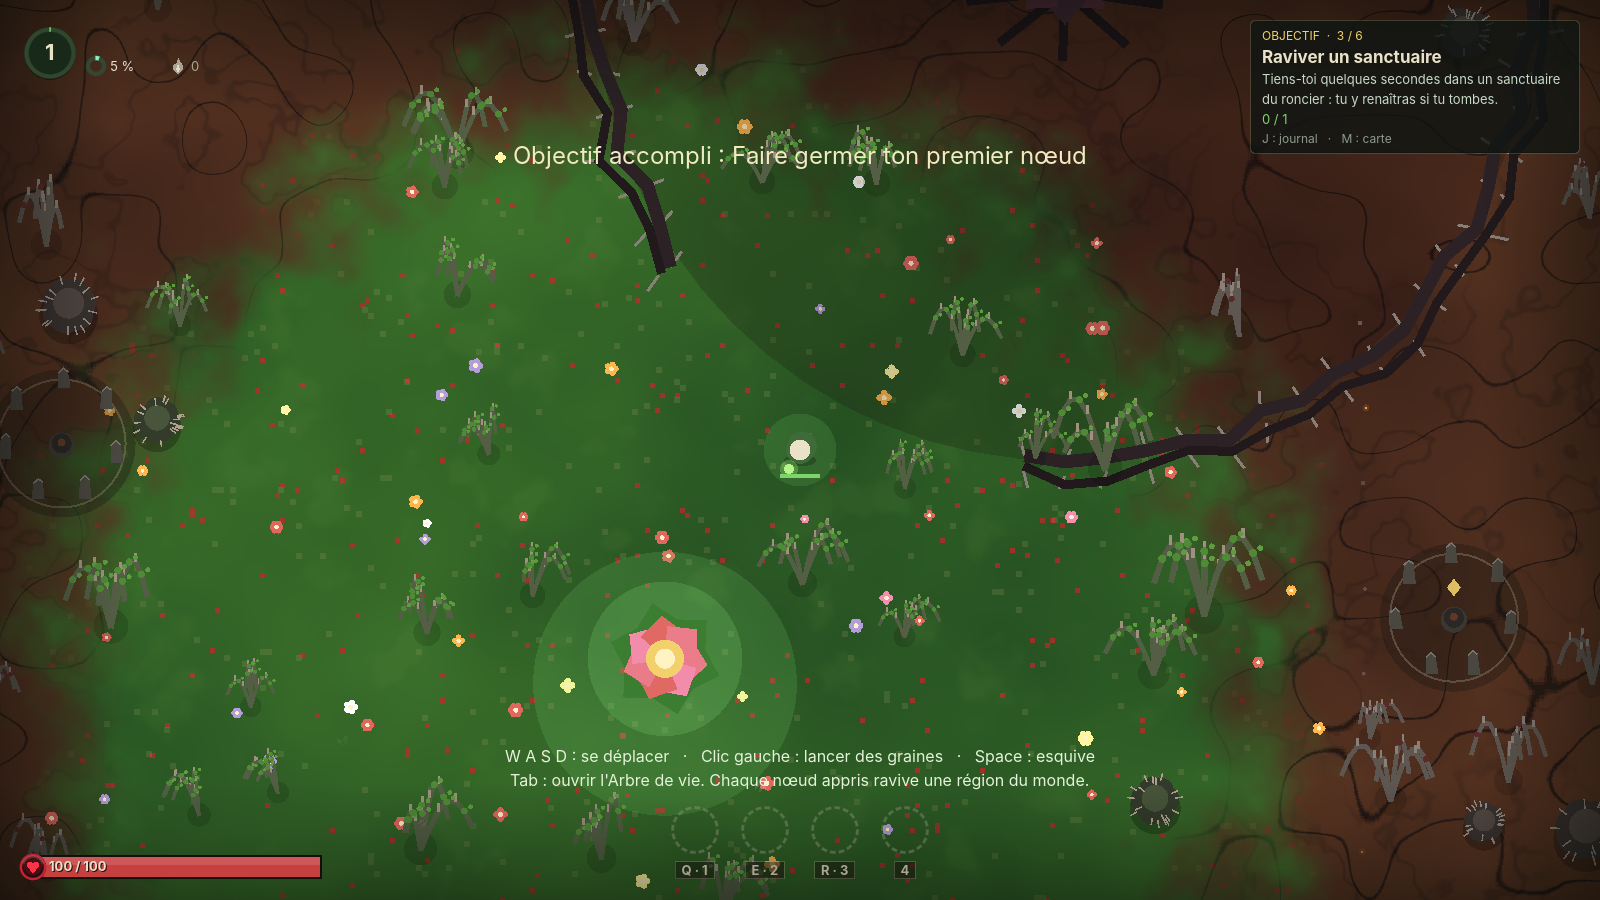 1
5 %
0
OBJECTIF · 3 / 6
Raviver un sanctuaire
Tiens-toi quelques secondes dans un sanctuaire
du roncier : tu y renaîtras si tu tombes.
0 / 1
J : journal · M : carte
Objectif accompli : Faire germer ton premier nœud
W A S D : se déplacer · Clic gauche : lancer des graines · Space : esquive
Tab : ouvrir l'Arbre de vie. Chaque nœud appris ravive une région du monde.
100 / 100
Q · 1
E · 2
R · 3
4